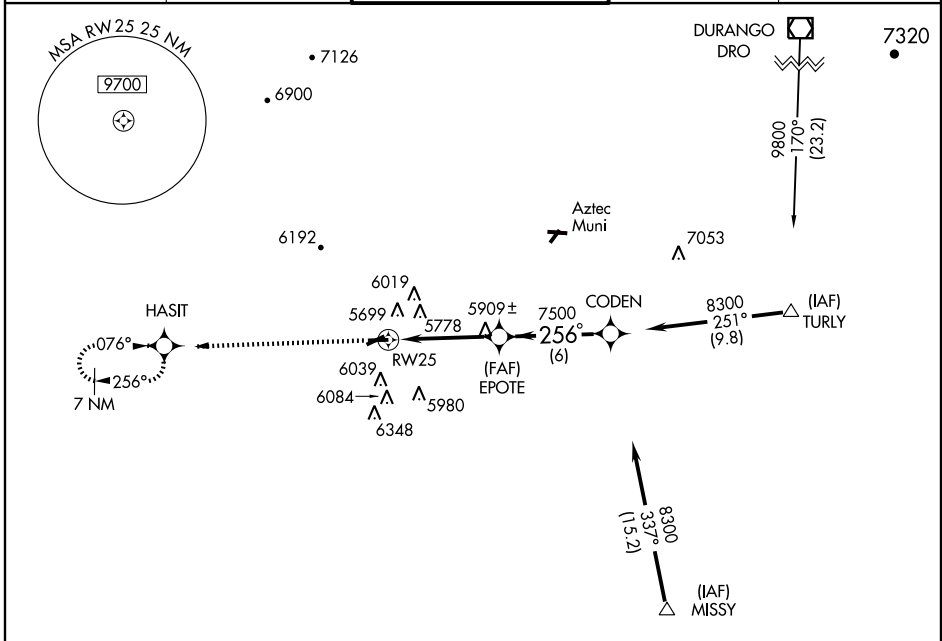 MSA RW25 25 NM
9700
7126
6900
DURANGO
DRO
7320
9800
170°
(23.2)
Aztec
Muni
6192
7053
6019
5699
5778
5909±
CODEN
7500
256°
(6)
8300
251°
(9.8)
(IAF)
TURLY
HASIT
076°
256°
7 NM
RW25
(FAF)
EPOTE
6039
6084
5980
6348
8300
337°
(15.2)
(IAF)
MISSY